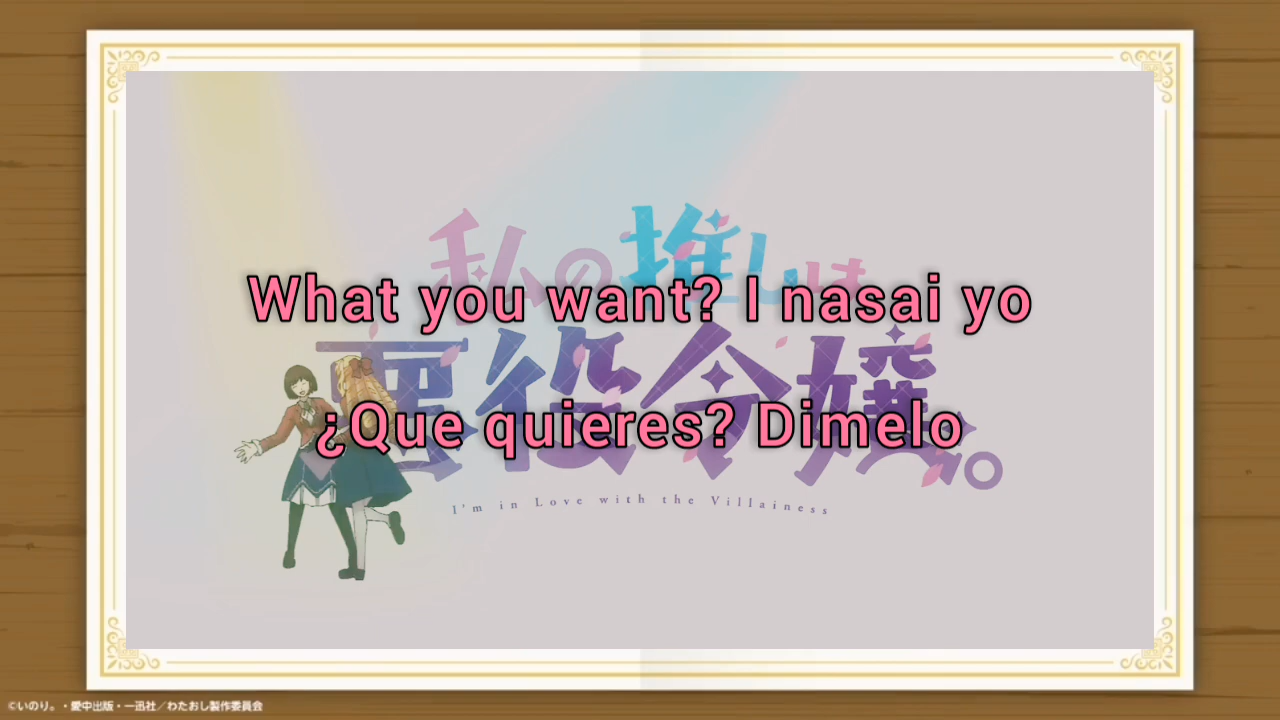 私の推しは
What you want? I nasai yo
悪役令嬢。
¿Que quieres? Dimelo
I'm in Love with the Villainess
©いのり。・愛中出版・一迅社／わたおし製作委員会